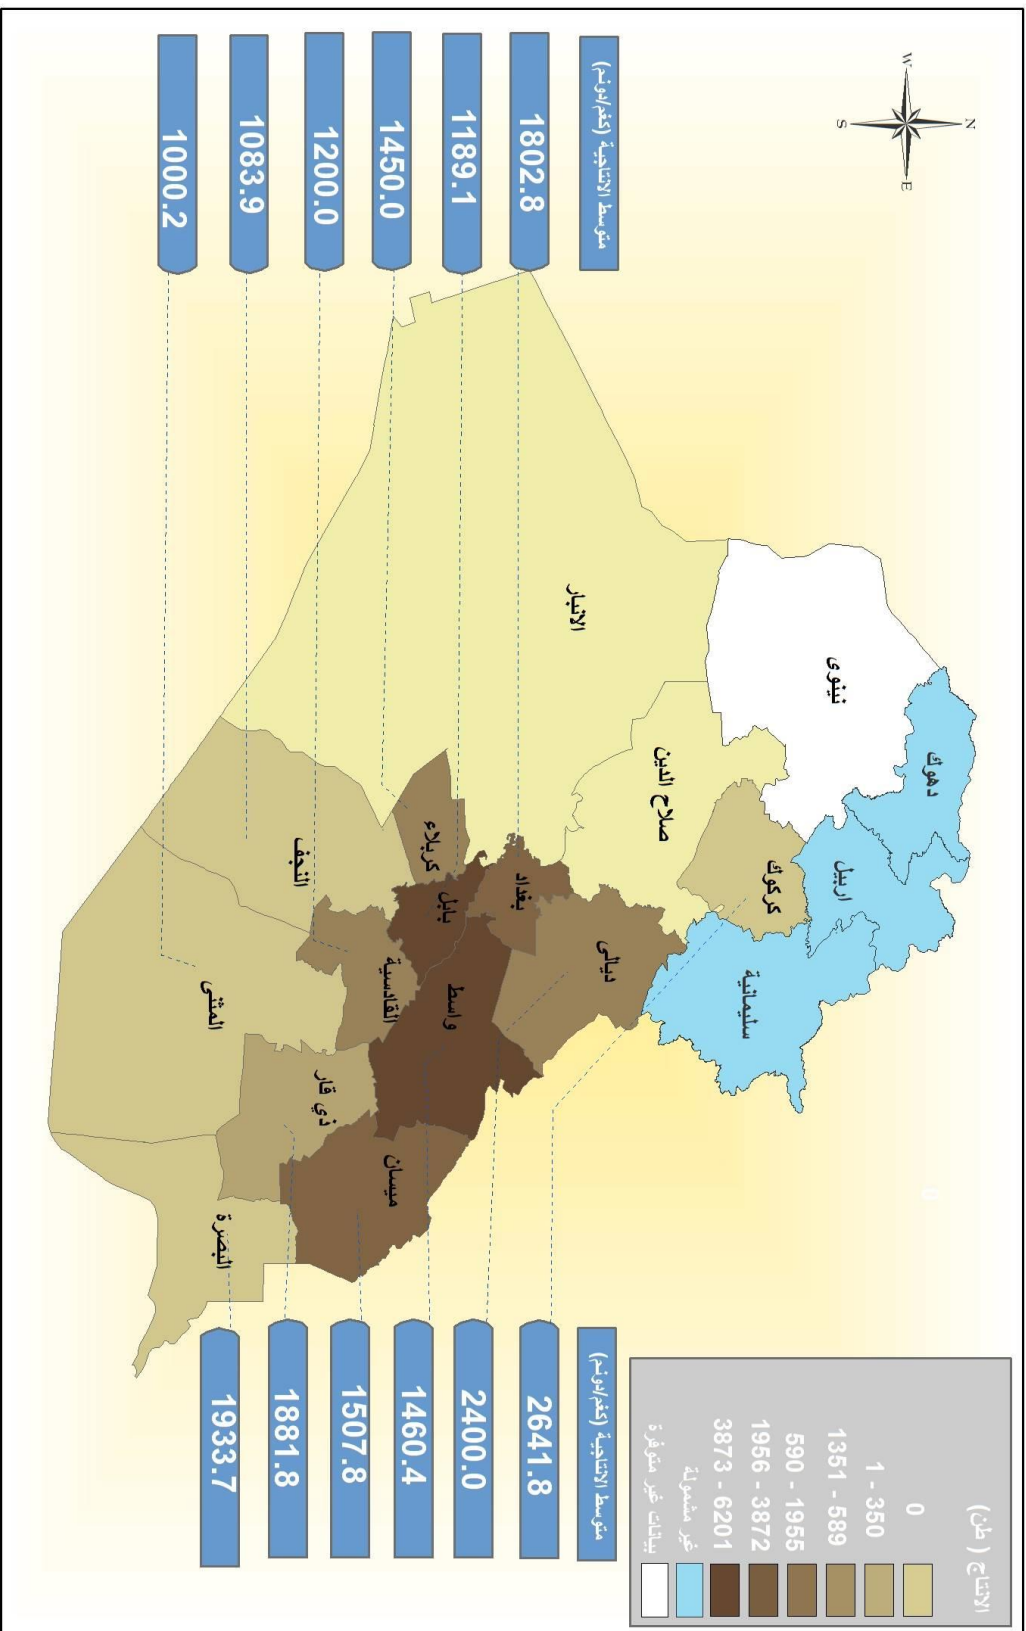 N
S
W
E
متوسط الانتاجية (كغم/دونم)
1802.8
1189.1
1450.0
1200.0
1083.9
1000.2
دهوك
نينوى
اربيل
سليمانية
كركوك
صلاح الدين
الانبار
ديالى
بغداد
كربلاء
بابل
واسط
النجف
القادسية
ميسان
ذي قار
المثنى
البصرة
الانتاج (طن)
0
1 - 350
1351 - 589
590 - 1955
1956 - 3872
3873 - 6201
غير مشمولة
بيانات غير متوفرة
متوسط الانتاجية (كغم/دونم)
2641.8
2400.0
1460.4
1507.8
1881.8
1933.7